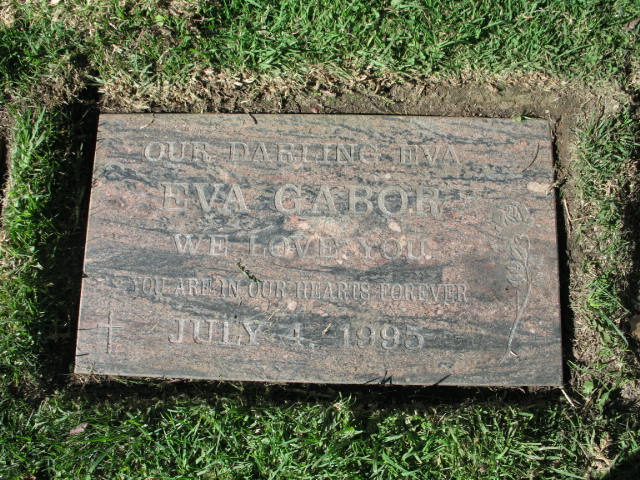 OUR DARLING EVA
EVA GABOR
WE LOVE YOU
YOU ARE IN OUR HEARTS FOREVER
JULY 4, 1995